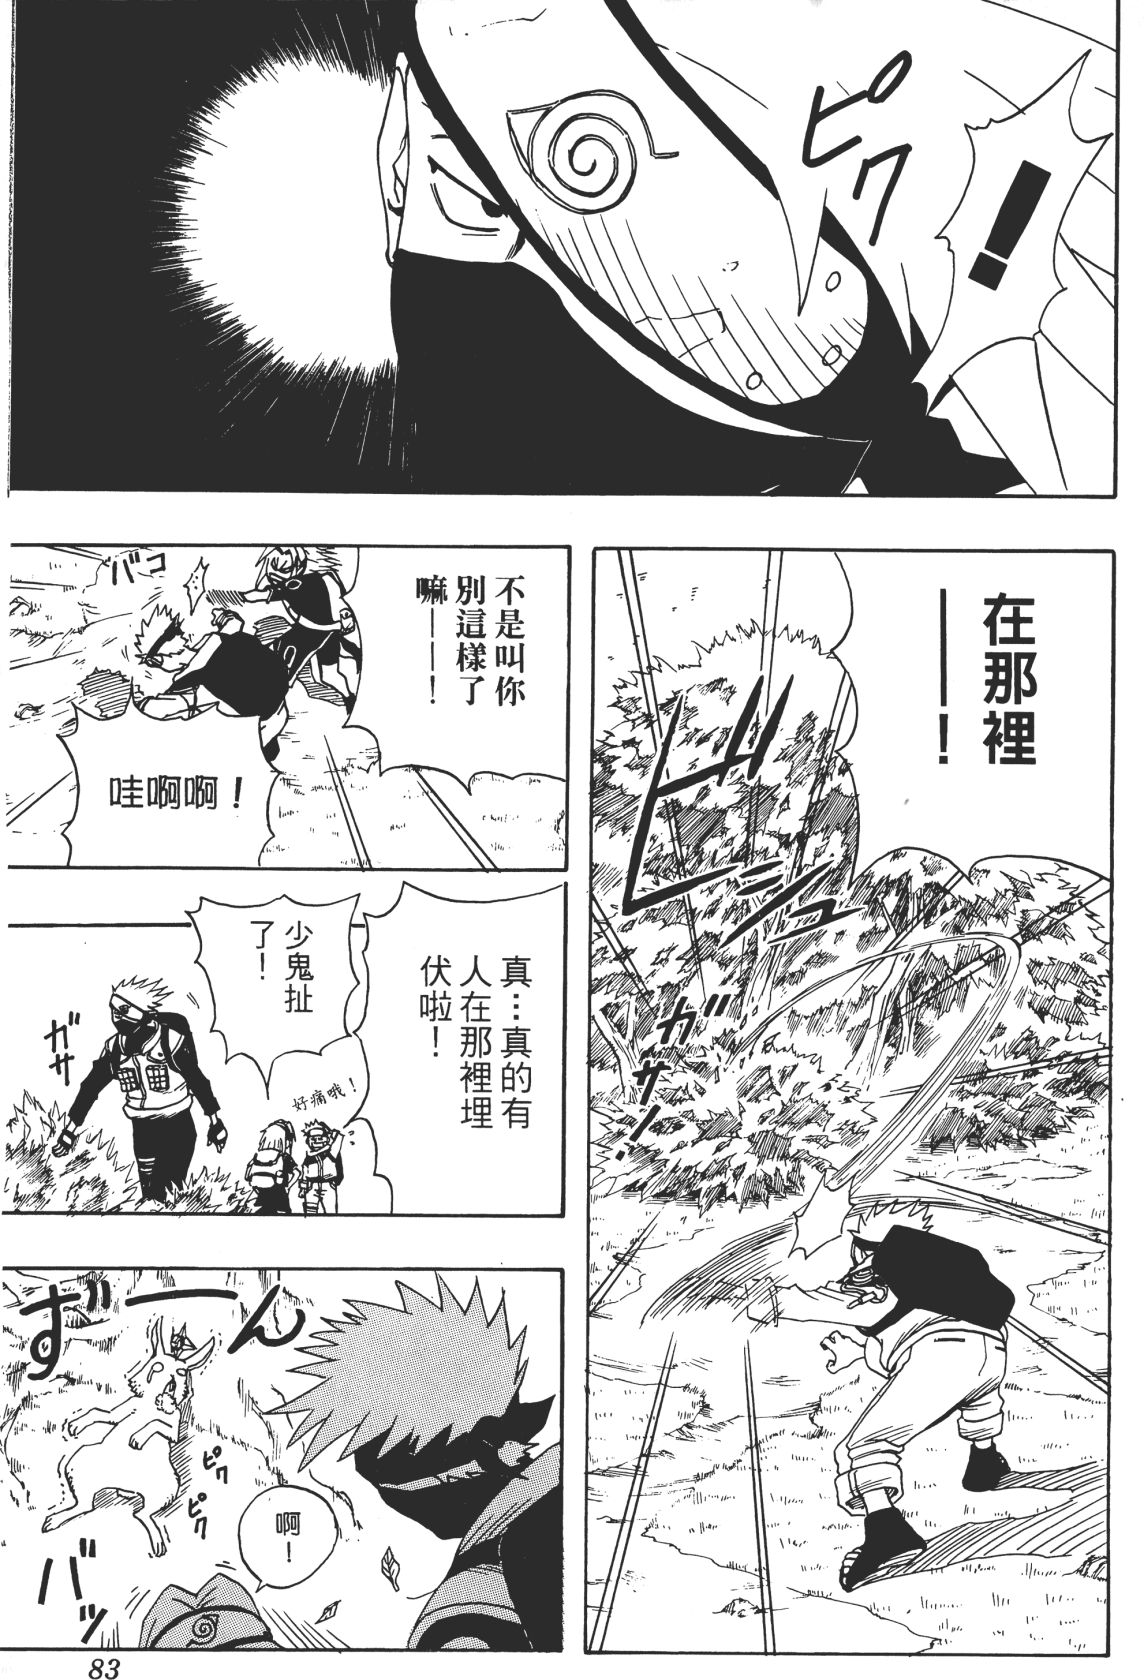 ピク
!
在那裡
——!
ビシュ
ガサ!
不是叫你
別這樣了
嘛——!
バコ
哇啊啊!
真…真的有
人在那裡埋
伏啦!
少鬼扯
了!
好痛哦!
ガサ
ずーん
ピク
ピク
啊!
バッ
83